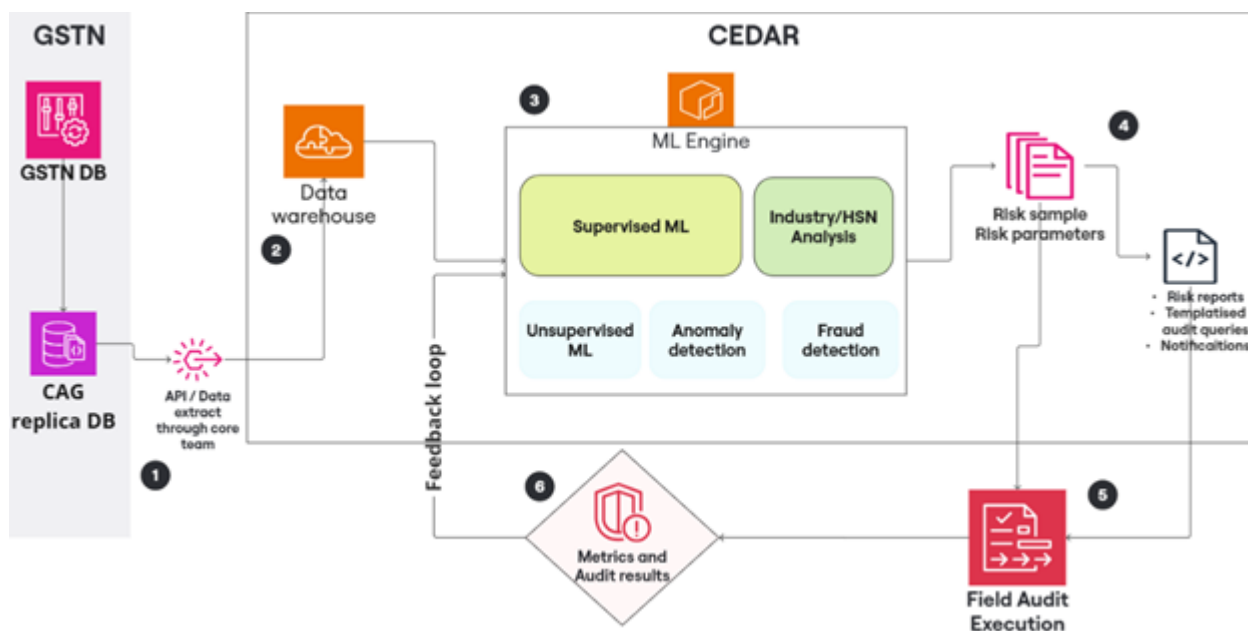 GSTN
CEDAR
GSTN DB
CAG
replica DB
API / Data
extract
through core
team
1
2
Data
warehouse
3
ML Engine
Supervised ML
Industry/HSN
Analysis
Unsupervised
ML
Anomaly
detection
Fraud
detection
4
Risk sample
Risk parameters
</>
• Risk reports
• Templatised
audit queries
• Notifcaitions
Feedback loop
5
Field Audit
Execution
6
Metrics and
Audit results